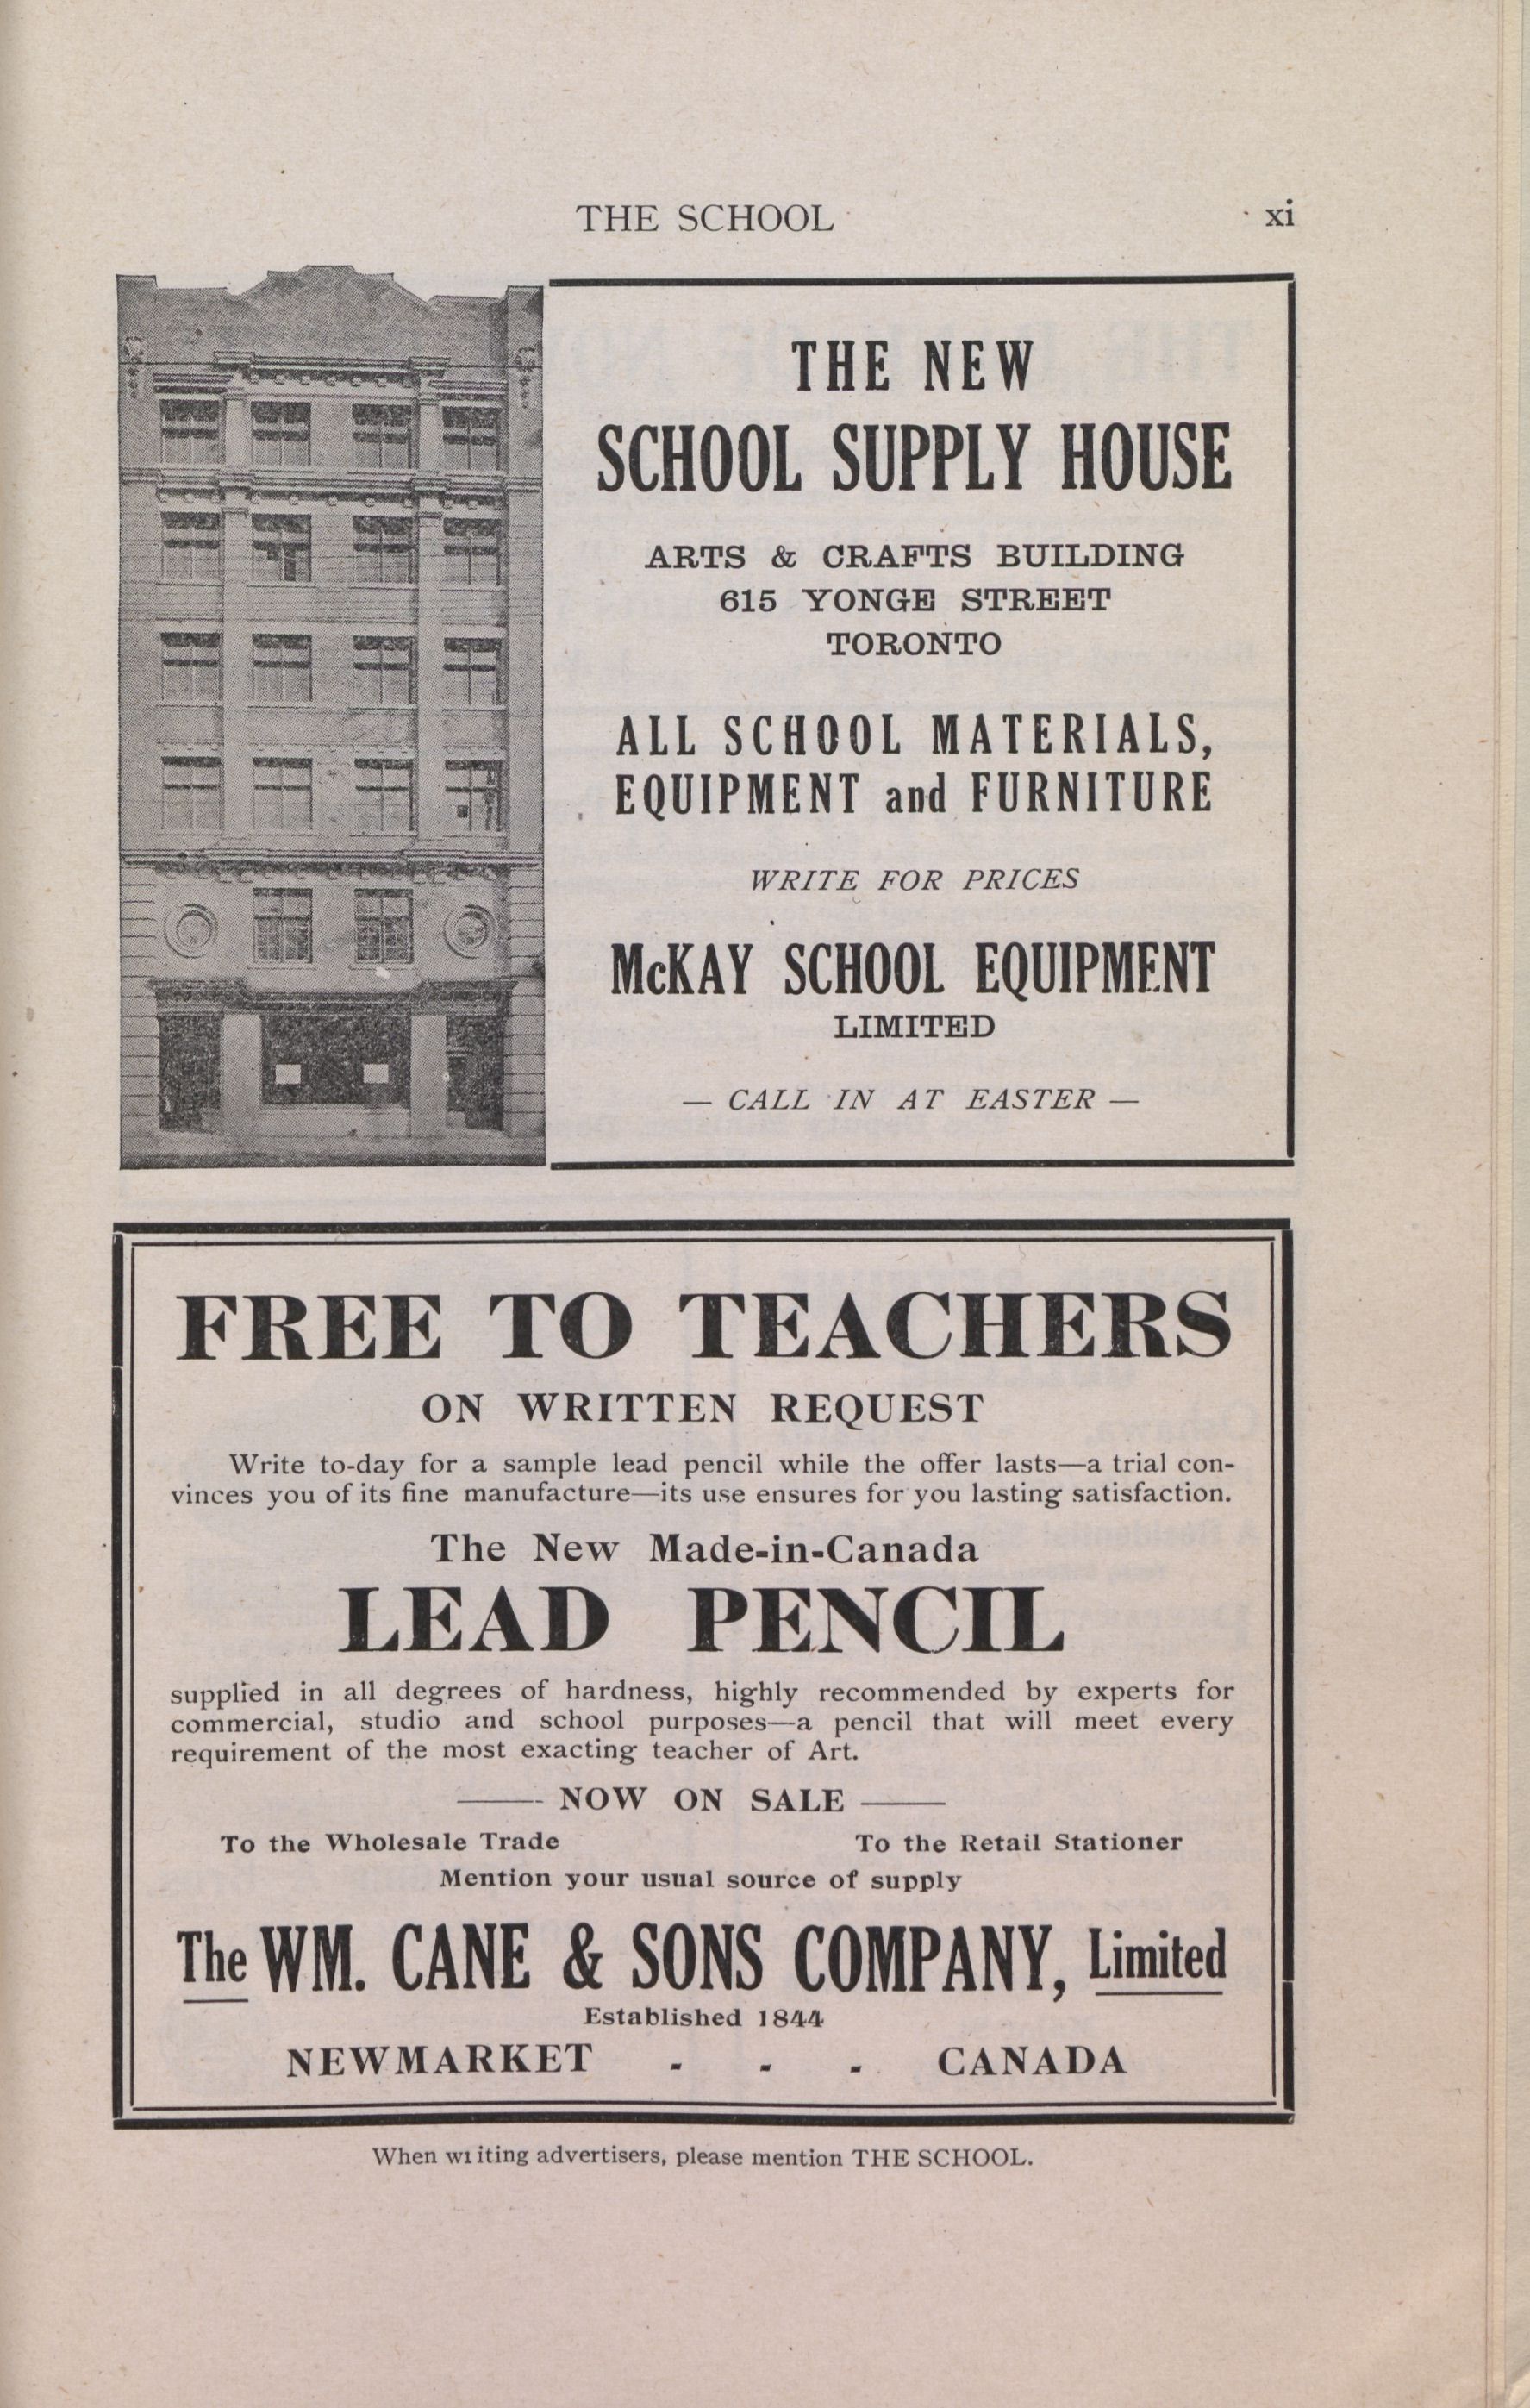 THE SCHOOL
xi
THE NEW
SCHOOL SUPPLY HOUSE
ARTS & CRAFTS BUILDING
615 YONGE STREET
TORONTO
ALL SCHOOL MATERIALS,
EQUIPMENT and FURNITURE
WRITE FOR PRICES
McKAY SCHOOL EQUIPMENT
LIMITED
— CALL IN AT EASTER —
FREE TO TEACHERS
ON WRITTEN REQUEST
Write to-day for a sample lead pencil while the offer lasts—a trial con-
vinces you of its fine manufacture—its use ensures for you lasting satisfaction.
The New Made-in-Canada
LEAD PENCIL
supplied in all degrees of hardness, highly recommended by experts for
commercial, studio and school purposes—a pencil that will meet every
requirement of the most exacting teacher of Art.
— NOW ON SALE —
To the Wholesale Trade To the Retail Stationer
Mention your usual source of supply
The WM. CANE & SONS COMPANY, Limited
Established 1844
NEWMARKET - - - CANADA
When writing advertisers, please mention THE SCHOOL.